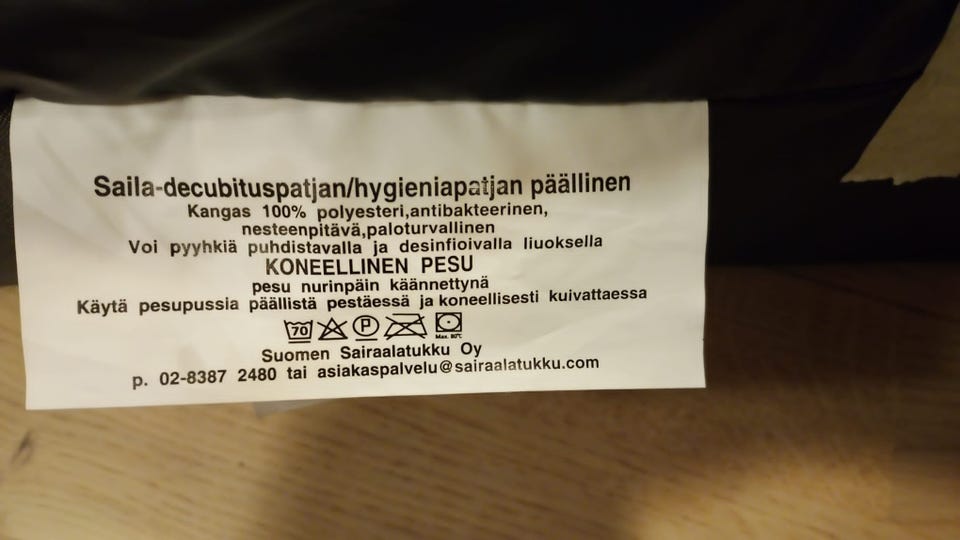 Saila-decubituspatjan/hygieniapatjan päällinen
Kangas 100% polyesteri,antibakteerinen,
nesteenpitävä,paloturvallinen
Voi pyyhkiä puhdistavalla ja desinfioivalla liuoksella
KONEELLINEN PESU
pesu nurinpäin käännettynä
Käytä pesupussia päällistä pestäessä ja koneellisesti kuivattaessa
70 P
Max. 80°C
Suomen Sairaalatukku Oy
p. 02-8387 2480 tai asiakaspalvelu@sairaalatukku.com